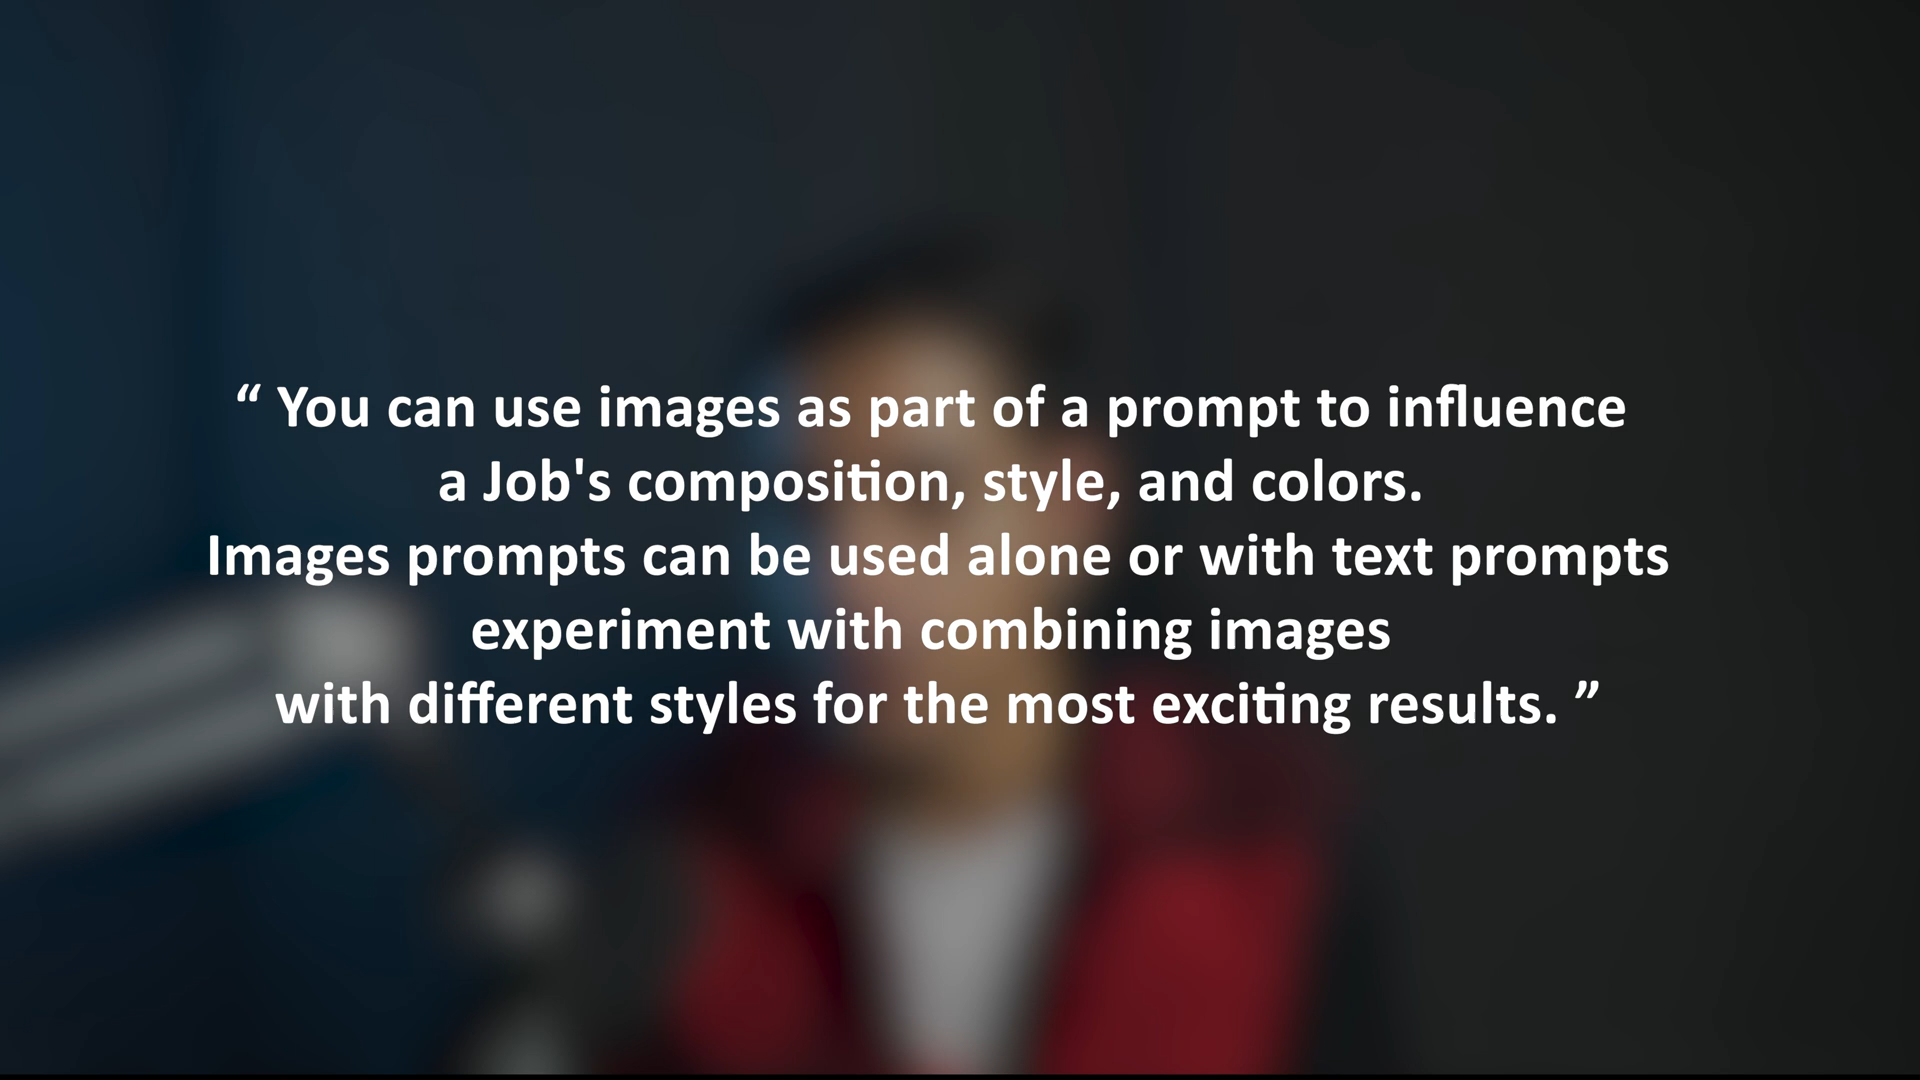 “ You can use images as part of a prompt to influence
a Job's composition, style, and colors.
Images prompts can be used alone or with text prompts
experiment with combining images
with different styles for the most exciting results. ”